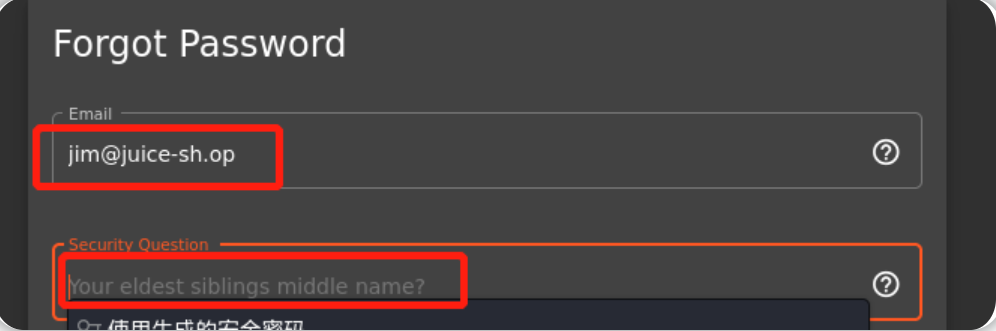 Forgot Password
Email
jim@juice-sh.op
Security Question
Your eldest siblings middle name?
使用生成的安全密码